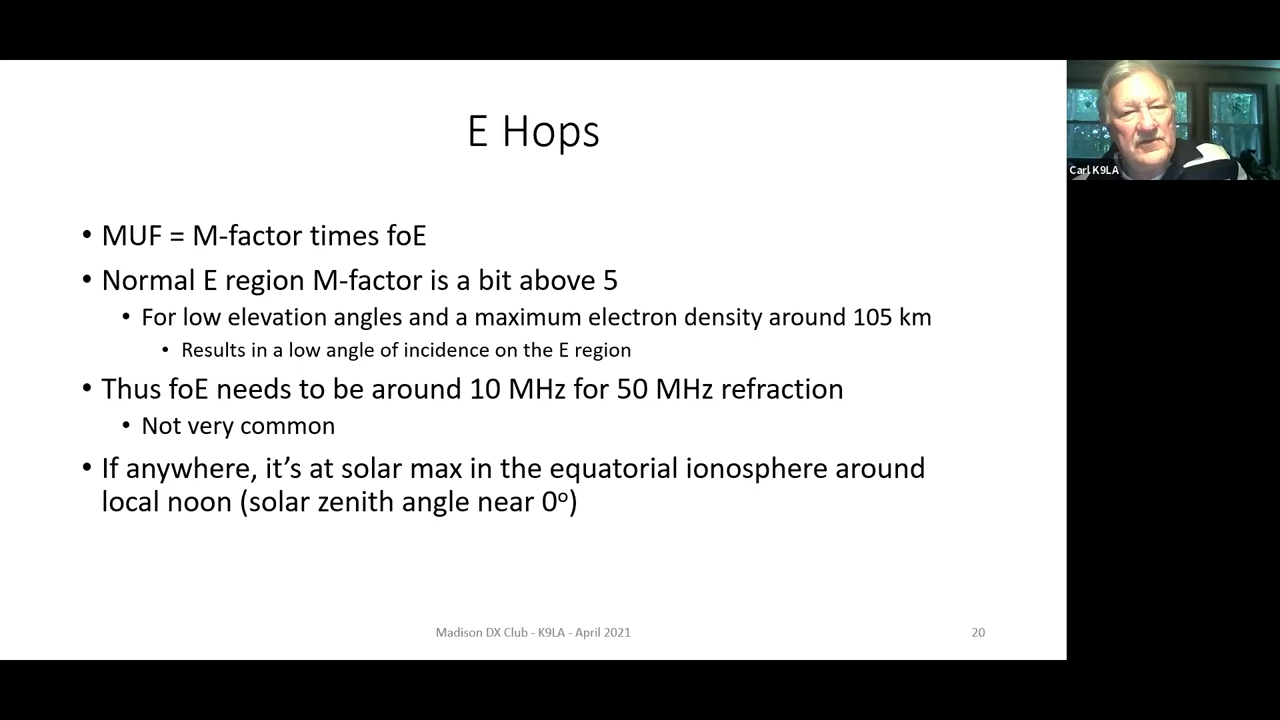 E Hops
• MUF = M-factor times foE
• Normal E region M-factor is a bit above 5
• For low elevation angles and a maximum electron density around 105 km
• Results in a low angle of incidence on the E region
• Thus foE needs to be around 10 MHz for 50 MHz refraction
• Not very common
• If anywhere, it’s at solar max in the equatorial ionosphere around
local noon (solar zenith angle near 0º)
Madison DX Club - K9LA - April 2021
20
Carl K9LA